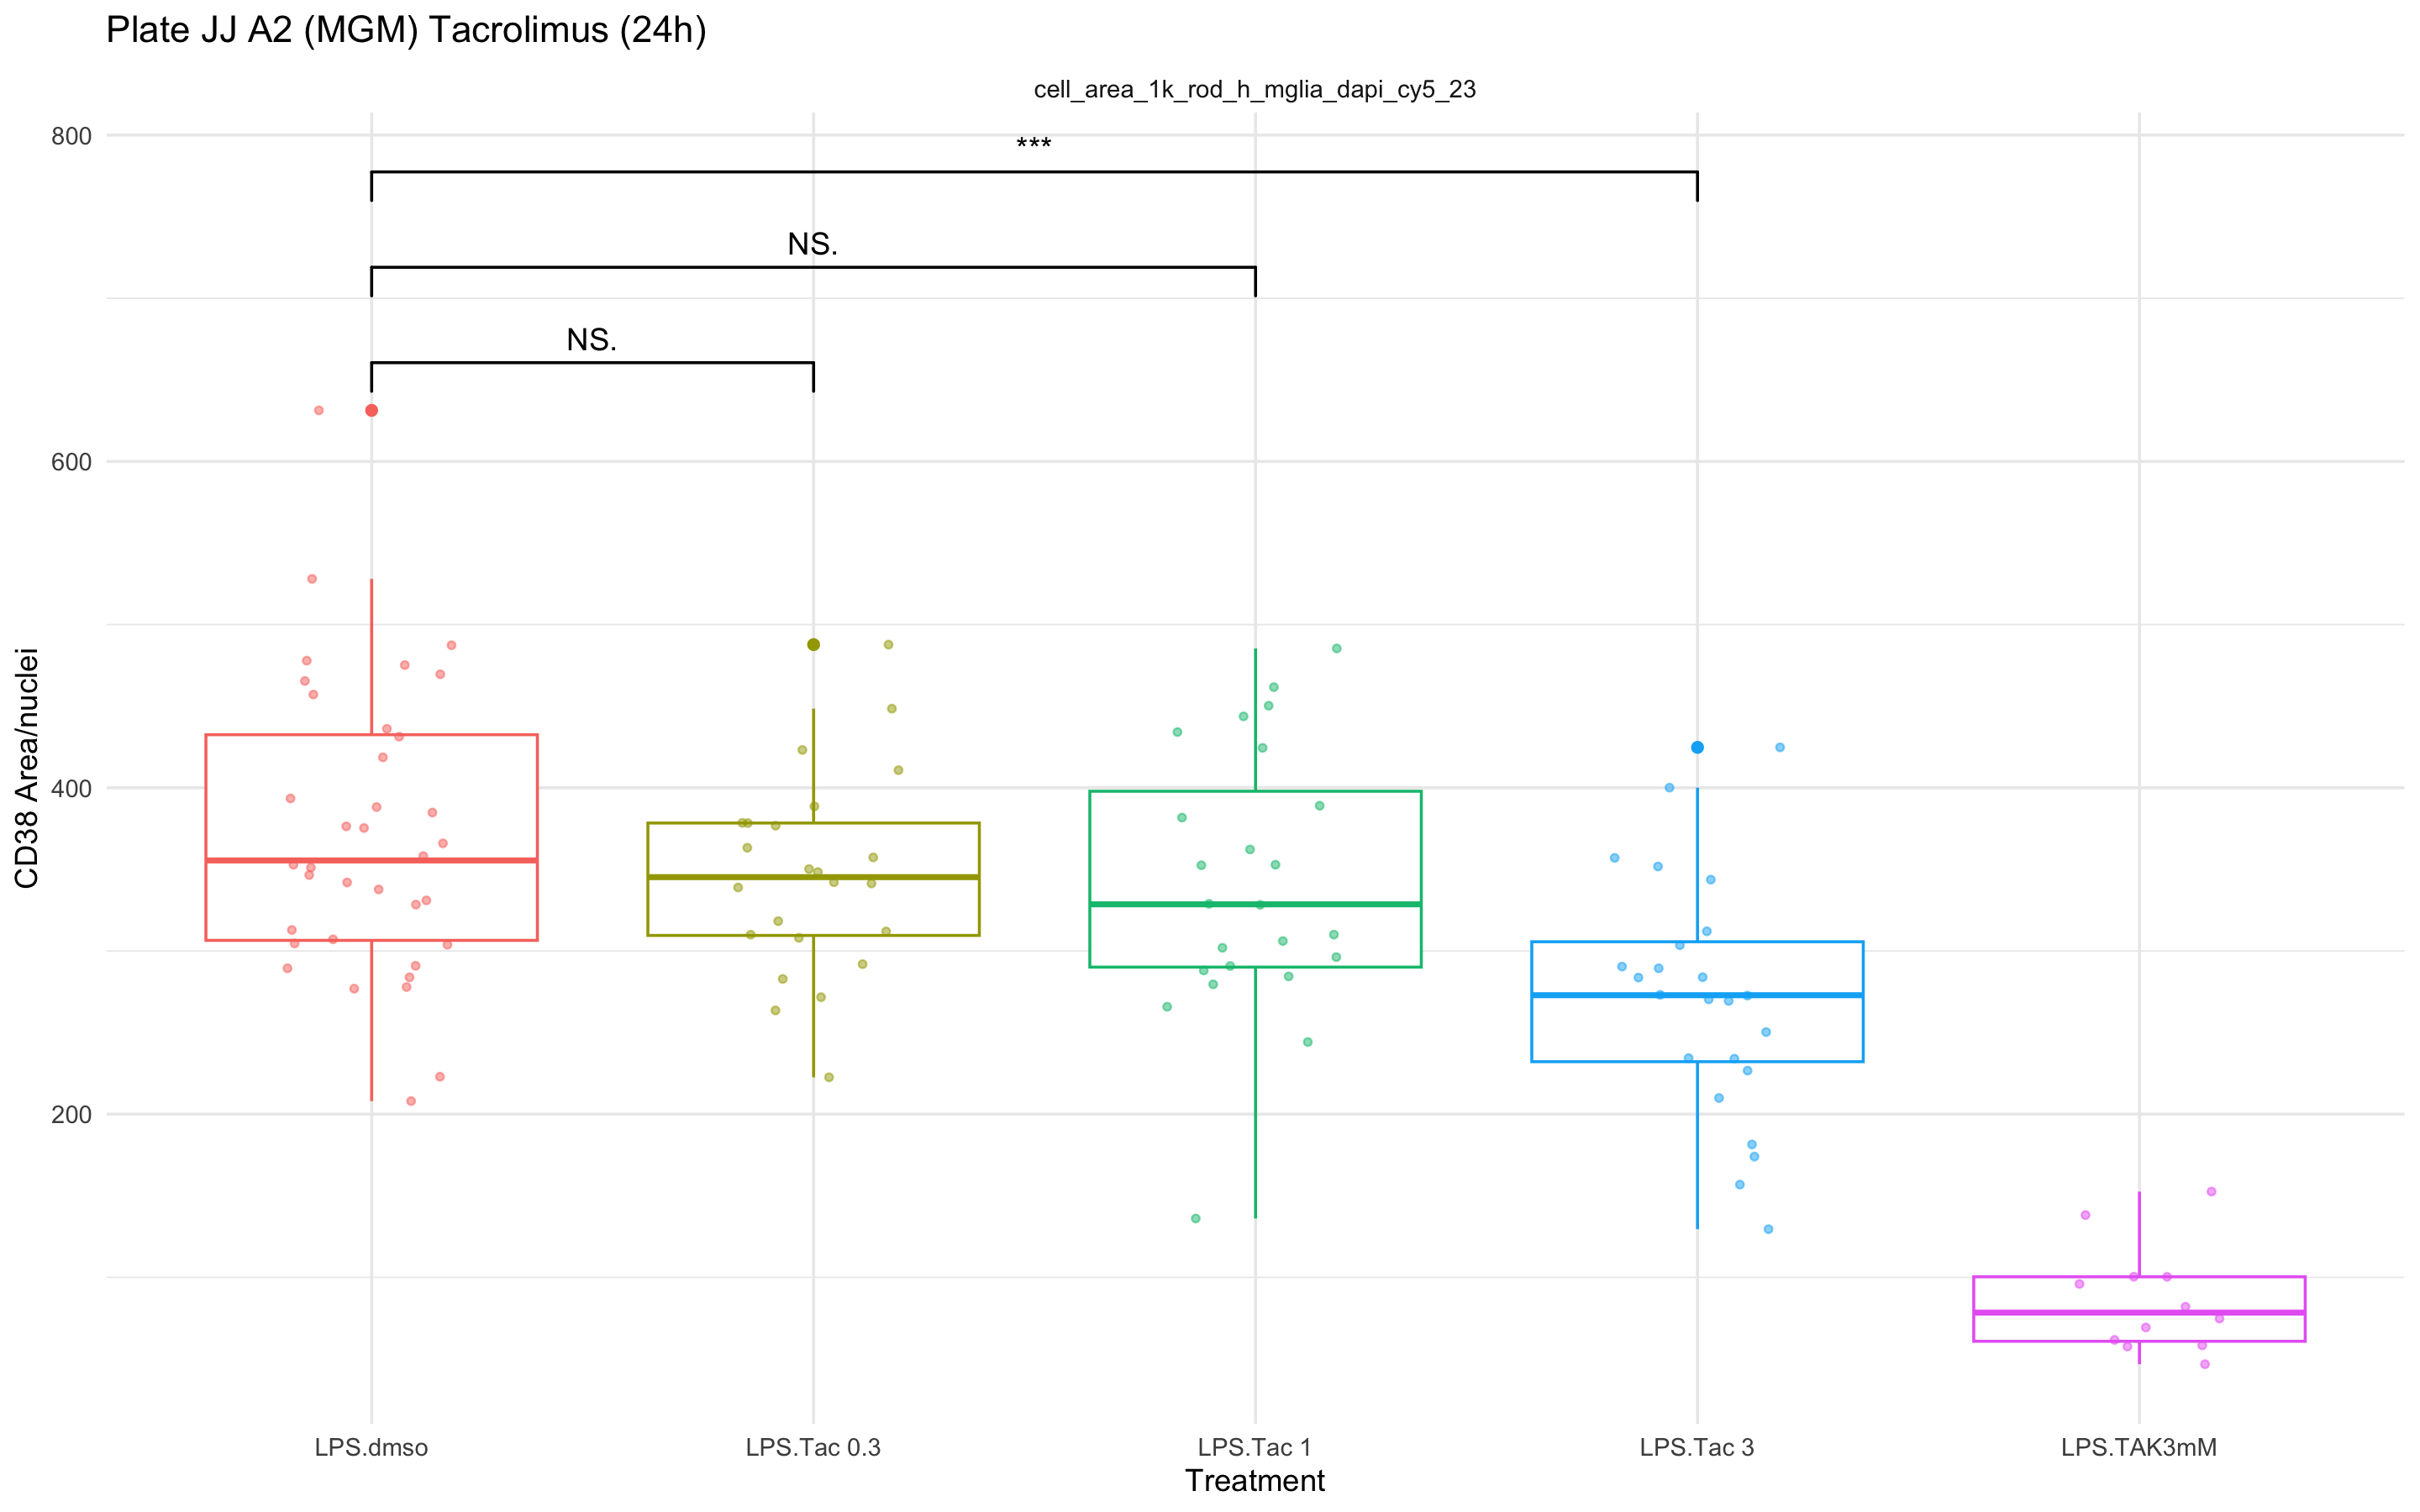 Plate JJ A2 (MGM) Tacrolimus (24h)
cell_area_1k_rod_h_mglia_dapi_cy5_23
800
***
NS.
NS.
600
400
200
CD38 Area/nuclei
LPS.dmso LPS.Tac 0.3 LPS.Tac 1 LPS.Tac 3 LPS.TAK3mM
Treatment